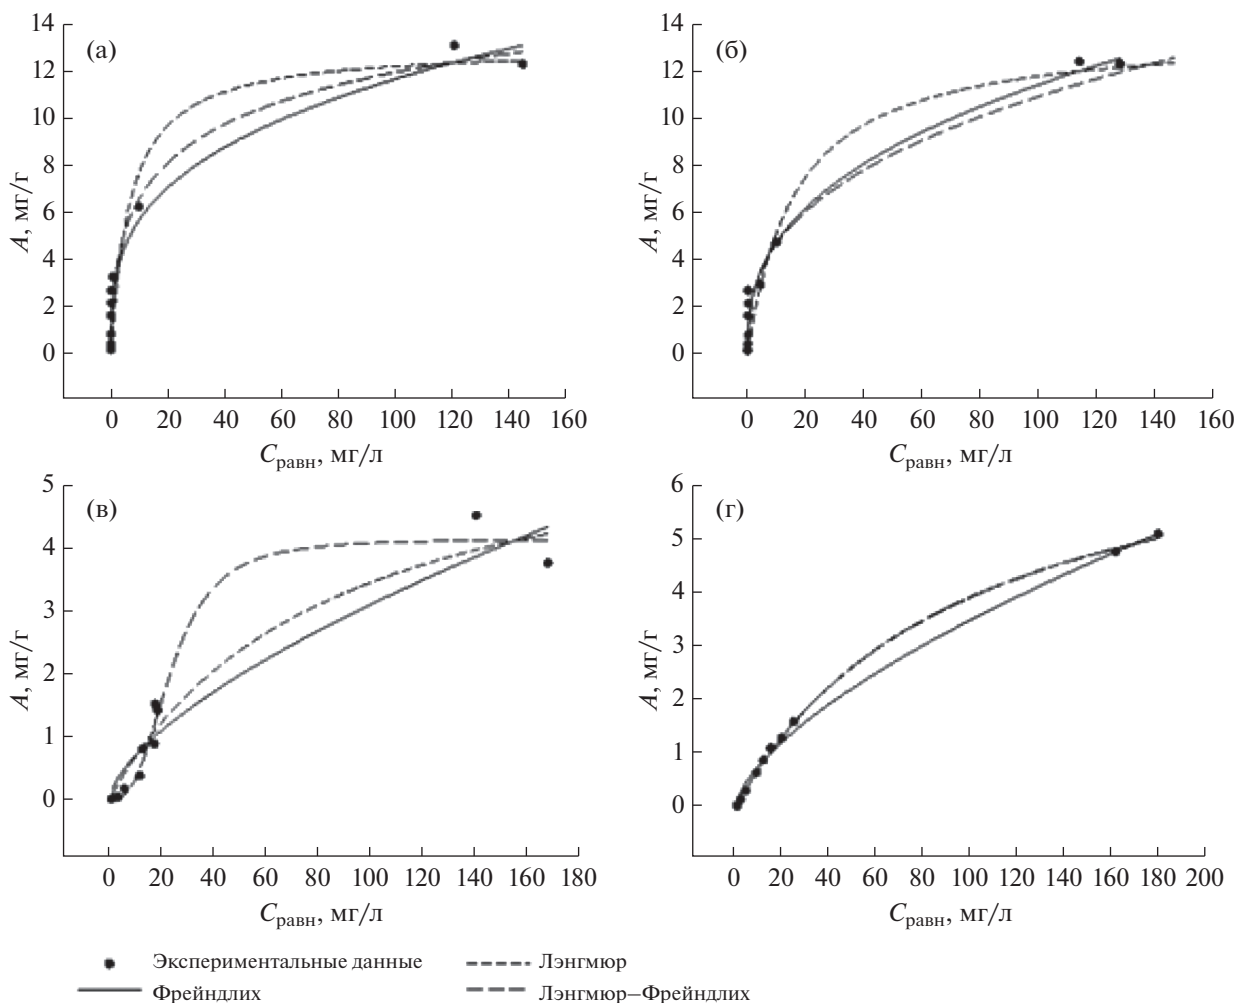 (а)
14
12
10
8
6
4
2
0
A, мг/г
0 20 40 60 80 100 120 140 160
Cравн, мг/л
(б)
14
12
10
8
6
4
2
0
A, мг/г
0 20 40 60 80 100 120 140 160
Cравн, мг/л
(в)
5
4
3
2
1
0
A, мг/г
0 20 40 60 80 100 120 140 160 180
Cравн, мг/л
(г)
6
5
4
3
2
1
0
A, мг/г
0 20 40 60 80 100 120 140 160 180 200
Cравн, мг/л
Экспериментальные данные
Фрейндлих
Лэнгмюр
Лэнгмюр–Фрейндлих